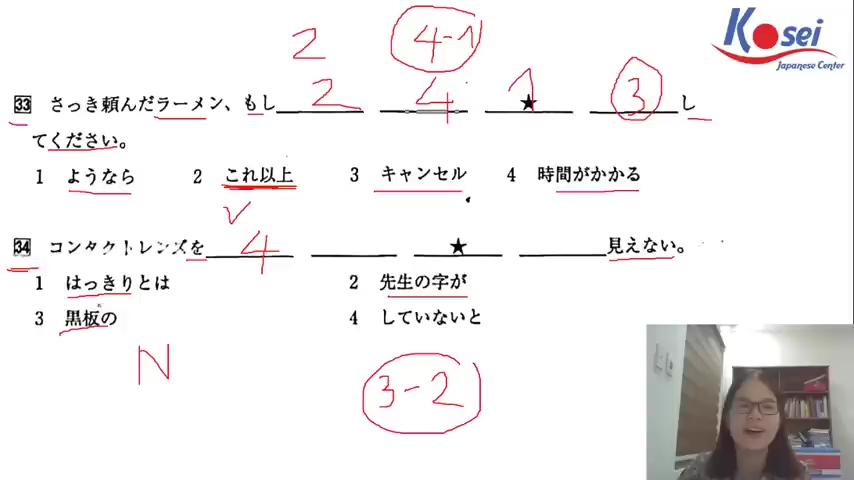 Kosei
Japanese Center
2 4-1
2 4 1 3
33 さっき頼んだラーメン、もし ★ し
てください。
1 ようなら 2 これ以上 3 キャンセル 4 時間がかかる
4
34 コンタクトレンズを ★ 見えない。
1 はっきりとは 2 先生の字が
3 黒板の 4 していないと
N 3-2